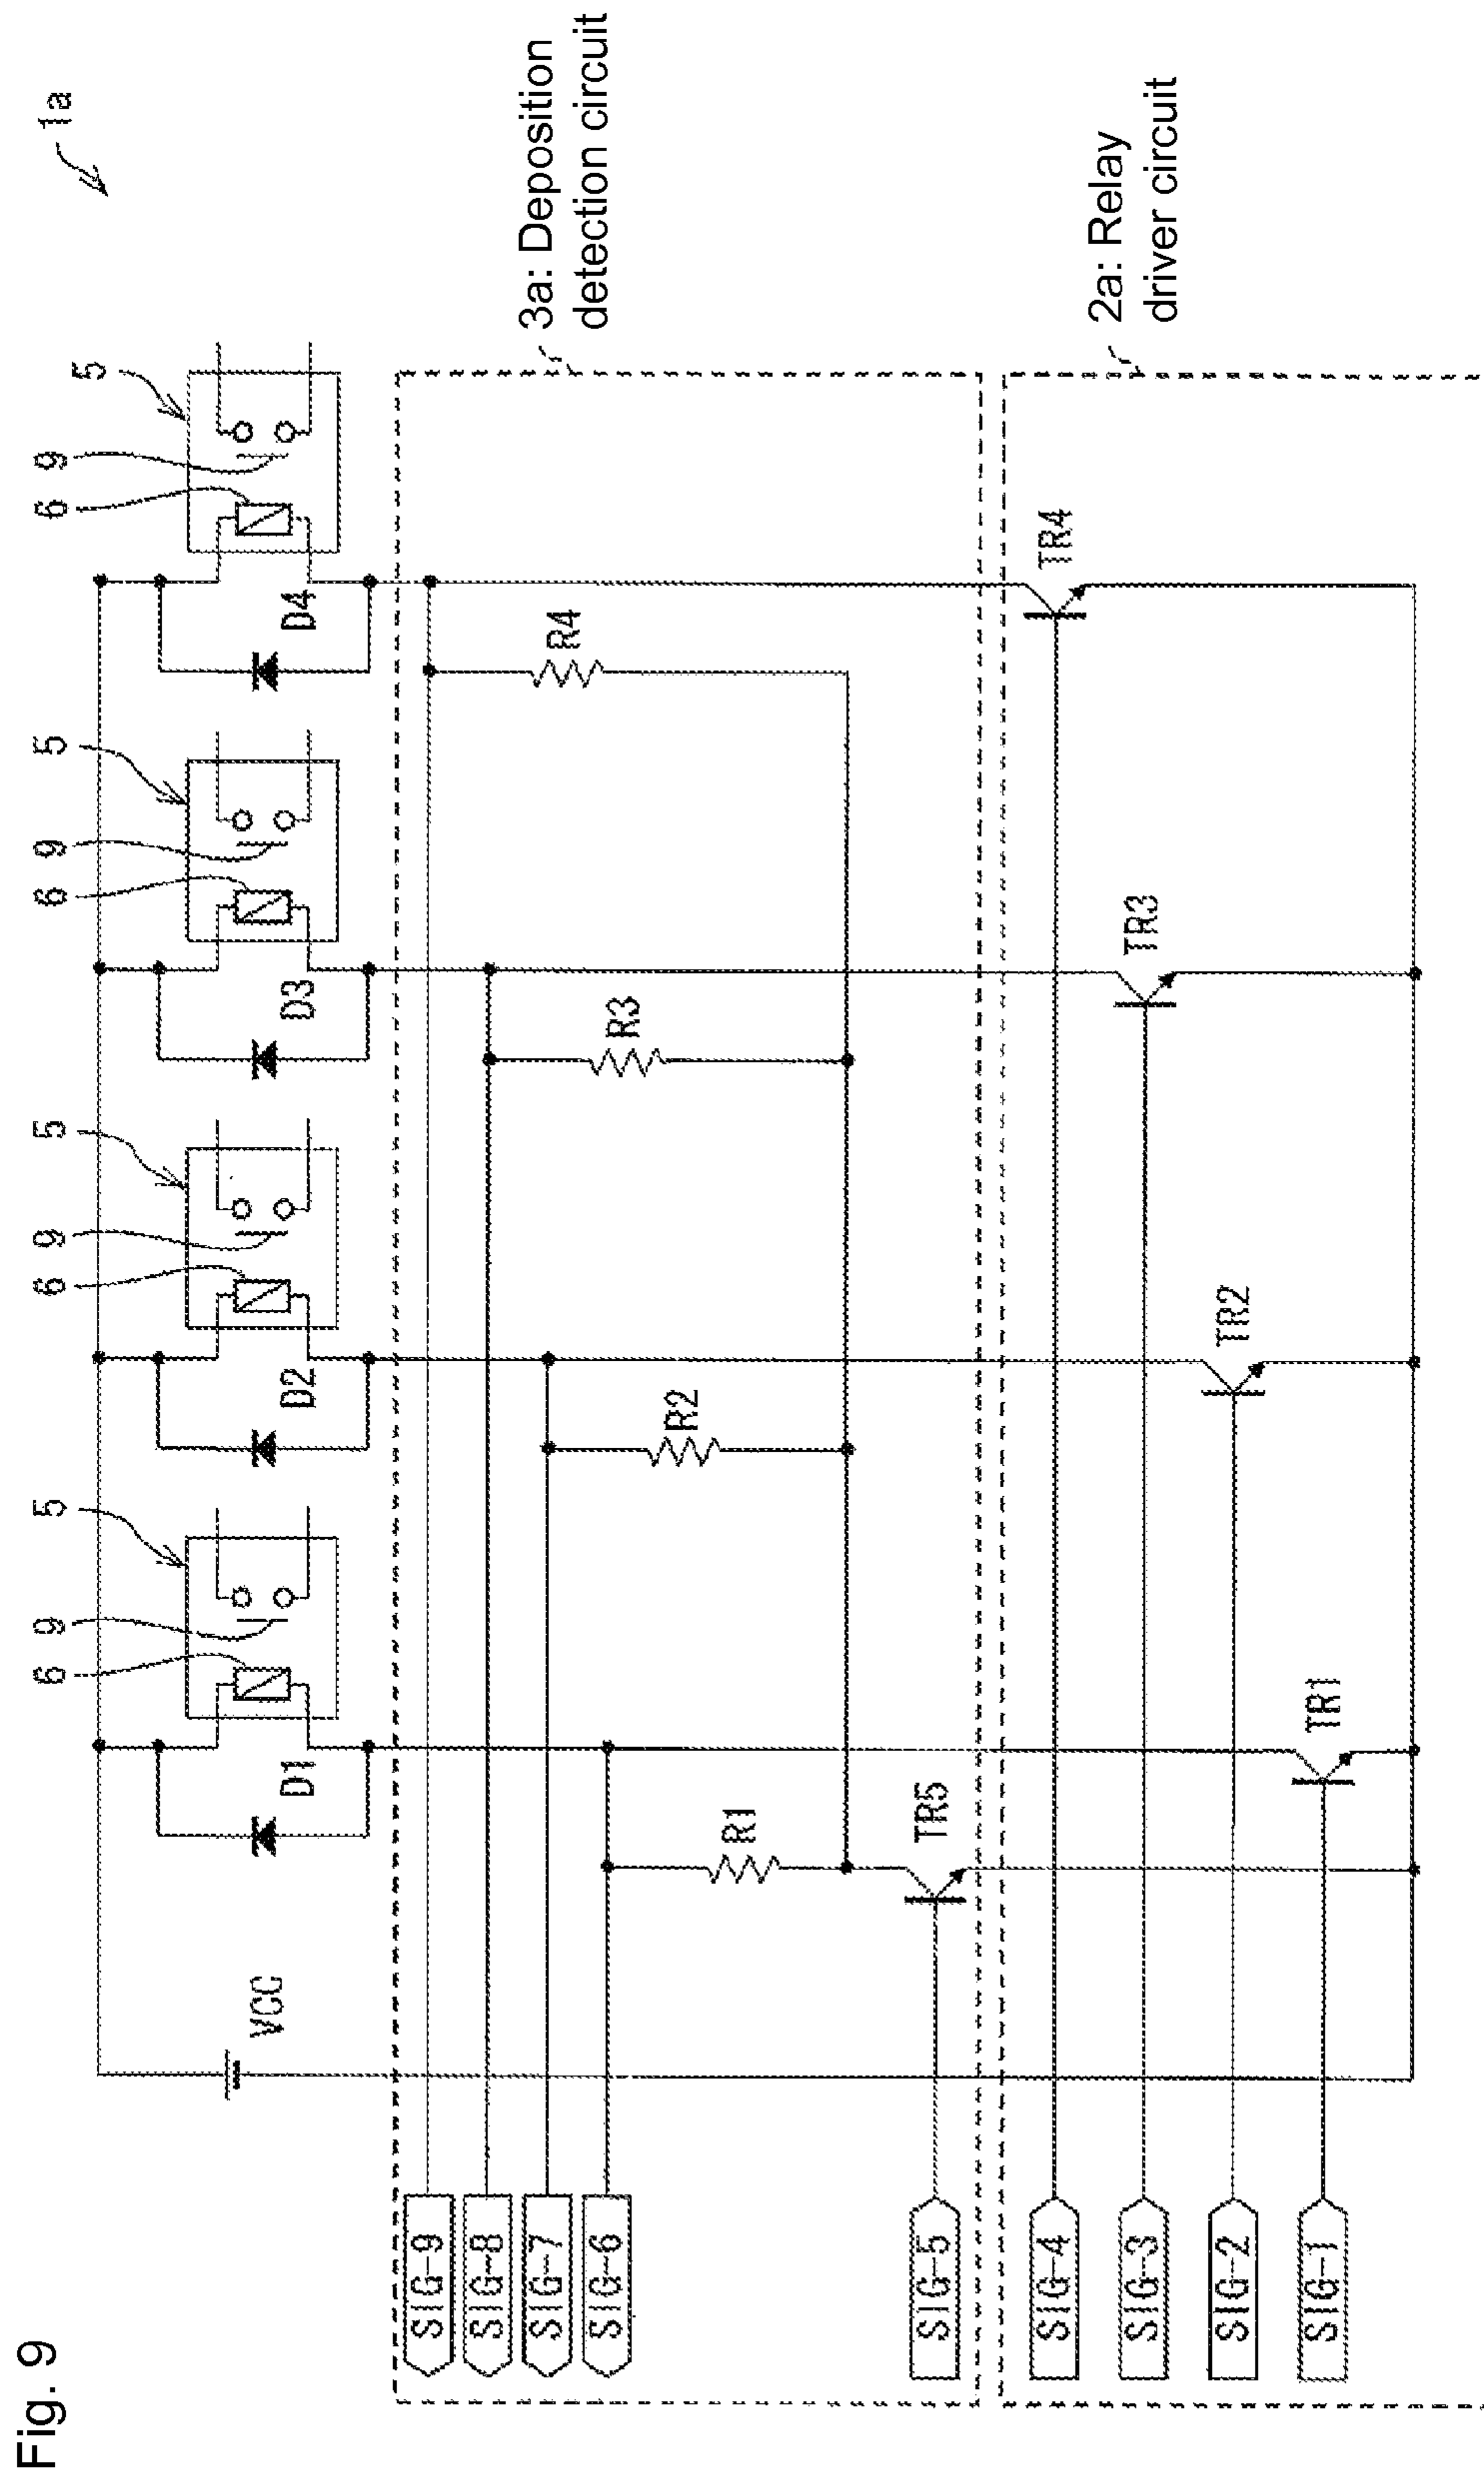 Fig. 9
1a
5
9
6
5
9
6
5
9
6
5
9
6
VCC
D1
D2
D3
D4
3a: Deposition
detection circuit
SIG-9
SIG-8
SIG-7
SIG-6
R1
R2
R3
R4
SIG-5
TR5
2a: Relay
driver circuit
SIG-4
TR4
SIG-3
TR3
SIG-2
TR2
SIG-1
TR1